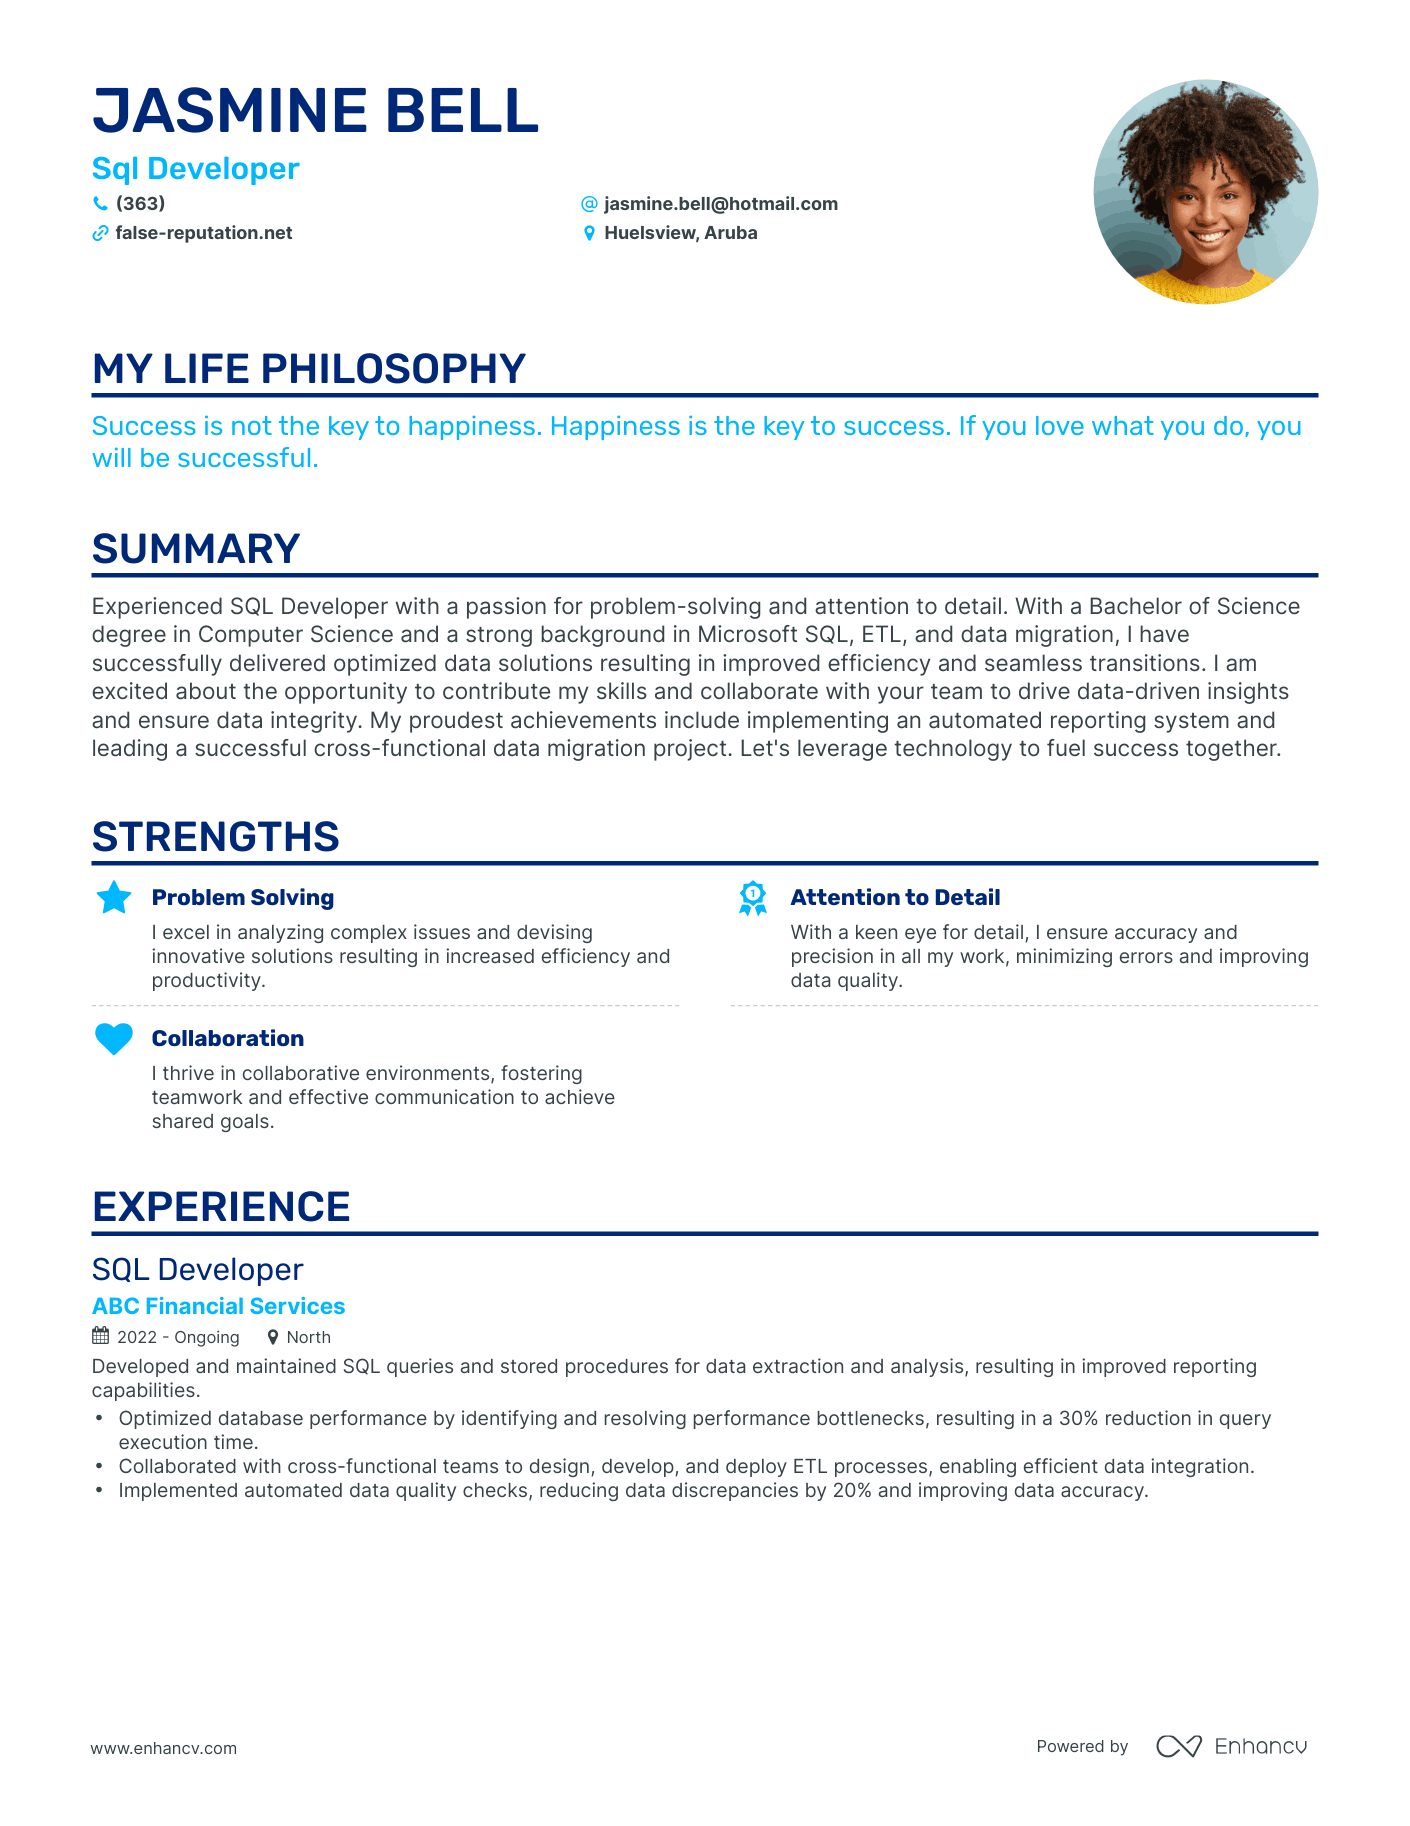 JASMINE BELL
Sql Developer
(363)
jasmine.bell@hotmail.com
false-reputation.net
Huelsview, Aruba
MY LIFE PHILOSOPHY
Success is not the key to happiness. Happiness is the key to success. If you love what you do, you
will be successful.
SUMMARY
Experienced SQL Developer with a passion for problem-solving and attention to detail. With a Bachelor of Science
degree in Computer Science and a strong background in Microsoft SQL, ETL, and data migration, I have
successfully delivered optimized data solutions resulting in improved efficiency and seamless transitions. I am
excited about the opportunity to contribute my skills and collaborate with your team to drive data-driven insights
and ensure data integrity. My proudest achievements include implementing an automated reporting system and
leading a successful cross-functional data migration project. Let's leverage technology to fuel success together.
STRENGTHS
Problem Solving
I excel in analyzing complex issues and devising
innovative solutions resulting in increased efficiency and
productivity.
1
Attention to Detail
With a keen eye for detail, I ensure accuracy and
precision in all my work, minimizing errors and improving
data quality.
Collaboration
I thrive in collaborative environments, fostering
teamwork and effective communication to achieve
shared goals.
EXPERIENCE
SQL Developer
ABC Financial Services
2022 - Ongoing North
Developed and maintained SQL queries and stored procedures for data extraction and analysis, resulting in improved reporting
capabilities.
• Optimized database performance by identifying and resolving performance bottlenecks, resulting in a 30% reduction in query
execution time.
• Collaborated with cross-functional teams to design, develop, and deploy ETL processes, enabling efficient data integration.
• Implemented automated data quality checks, reducing data discrepancies by 20% and improving data accuracy.
www.enhancv.com
Powered by Enhancv